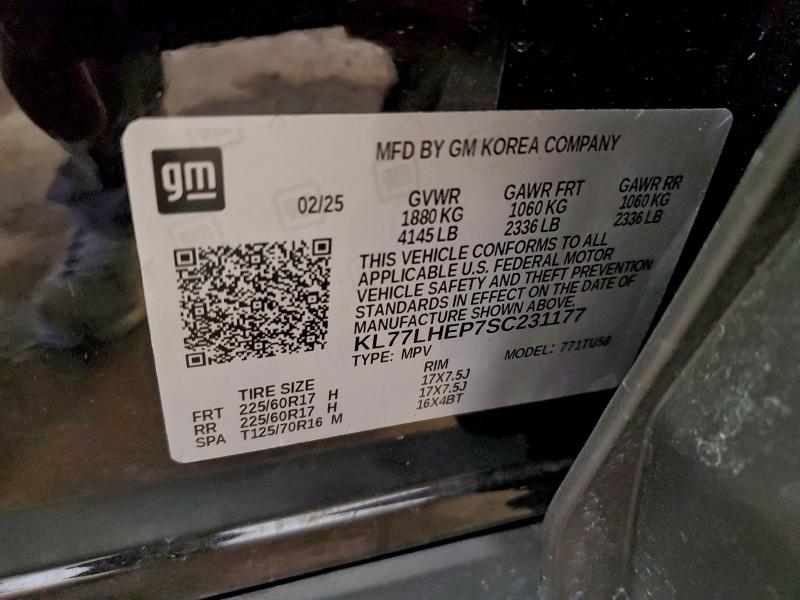 gm
MFD BY GM KOREA COMPANY
02/25
GVWR
1880 KG
4145 LB
GAWR FRT
1060 KG
2336 LB
GAWR RR
1060 KG
2336 LB
THIS VEHICLE CONFORMS TO ALL
APPLICABLE U.S. FEDERAL MOTOR
VEHICLE SAFETY AND THEFT PREVENTION
STANDARDS IN EFFECT ON THE DATE OF
MANUFACTURE SHOWN ABOVE.
KL77LHEP7SC231177
TYPE: MPV MODEL: 771TU58
TIRE SIZE RIM
FRT 225/60R17 H 17X7.5J
RR 225/60R17 H 17X7.5J
SPA T125/70R16 M 16X4BT